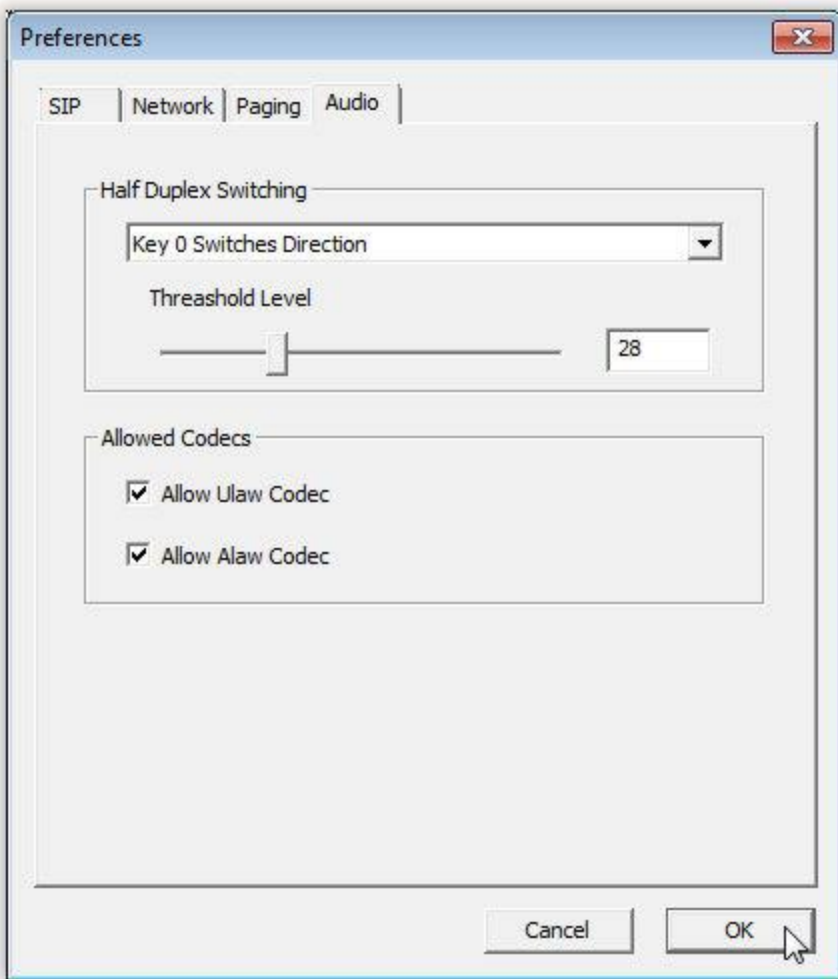 Preferences
SIP Network Paging Audio
Half Duplex Switching
Key 0 Switches Direction
Threashold Level
28
Allowed Codecs
Allow Ulaw Codec
Allow Alaw Codec
Cancel OK